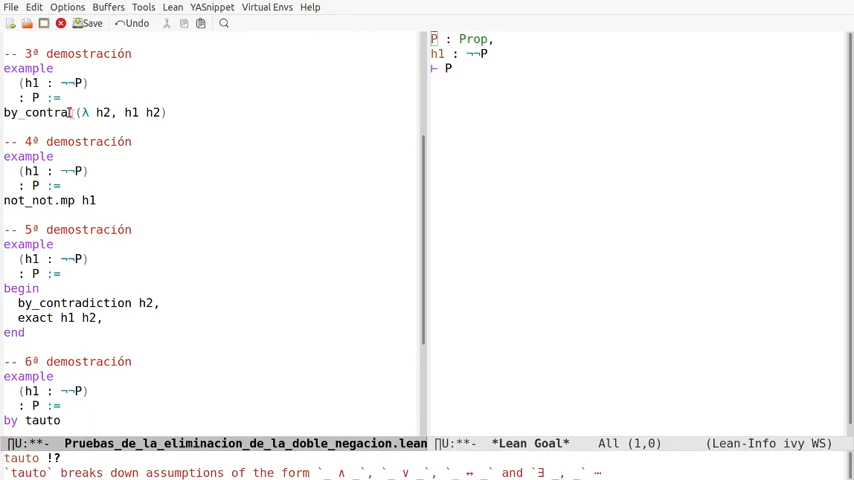 File Edit Options Buffers Tools Lean YASnippet Virtual Envs Help
Save Undo
-- 3ª demostración
example
(h1 : ¬¬P)
: P :=
by_contra (λ h2, h1 h2)
-- 4ª demostración
example
(h1 : ¬¬P)
: P :=
not_not.mp h1
-- 5ª demostración
example
(h1 : ¬¬P)
: P :=
begin
by_contradiction h2,
exact h1 h2,
end
-- 6ª demostración
example
(h1 : ¬¬P)
: P :=
by tauto
P : Prop,
h1 : ¬¬P
⊢ P
∏U:**- Pruebas_de_la_eliminacion_de_la_doble_negacion.lean
∏U:**- *Lean Goal* All (1,0) (Lean-Info ivy WS)
tauto !?
`tauto` breaks down assumptions of the form `_ ∧ _`, `_ ∨ _`, `_ ↔ _` and `∃ _, _` ⋯